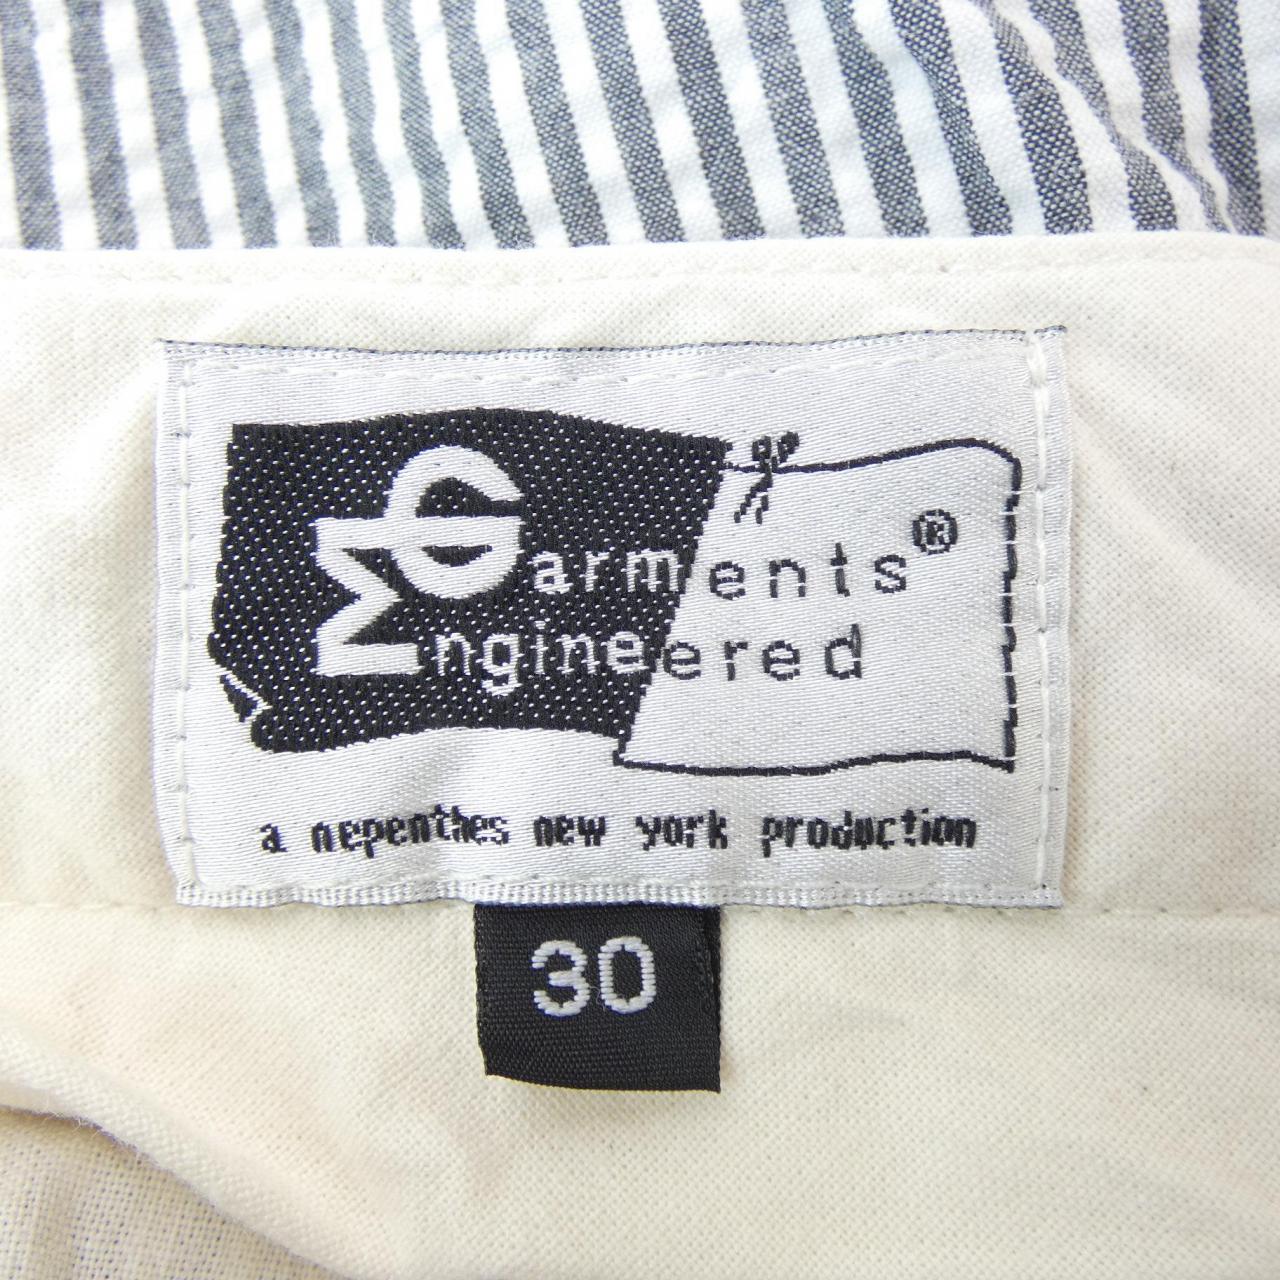 Garments®
Engineered
a nepenthes new york production
30